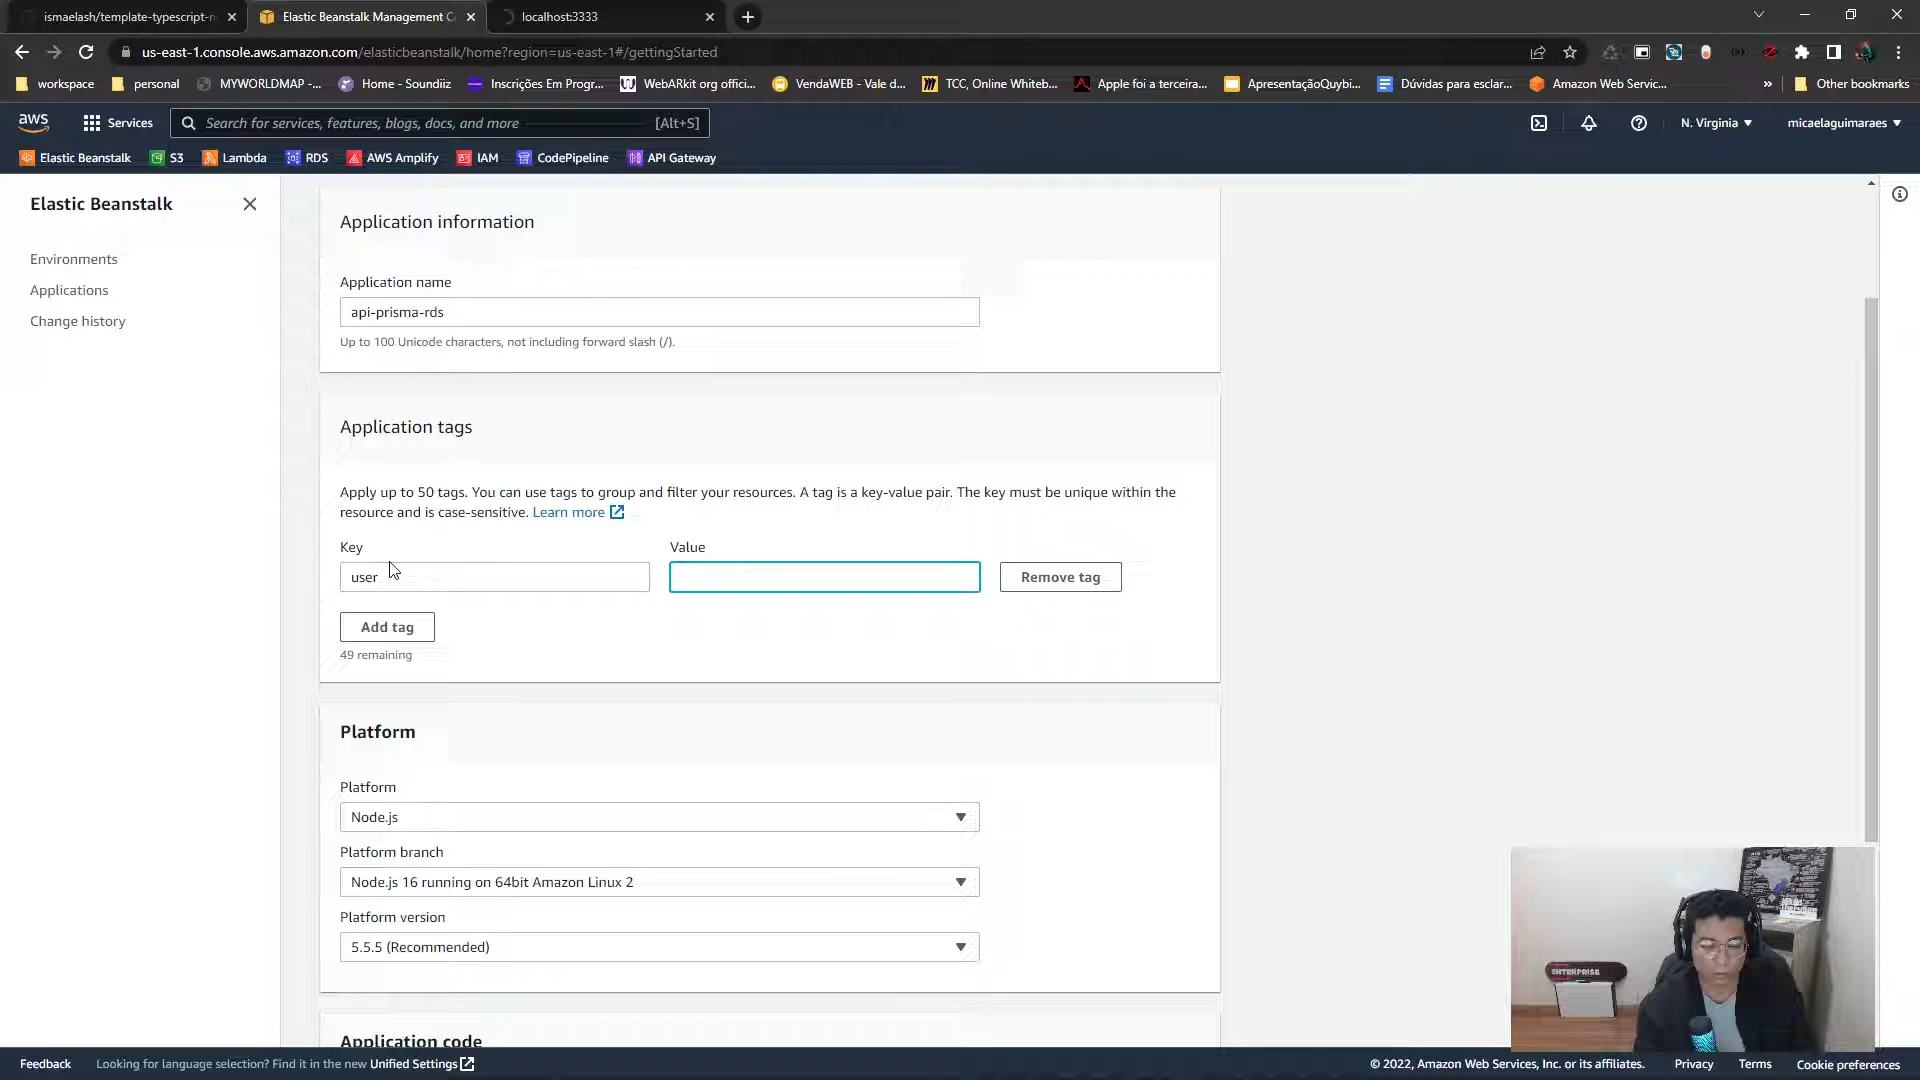 ismaelash/template-typescript-n
Elastic Beanstalk Management C
localhost:3333
us-east-1.console.aws.amazon.com/elasticbeanstalk/home?region=us-east-1#/gettingStarted
workspace
personal
MYWORLDMAP -...
Home - Soundiiz
Inscrições Em Progr...
WebARkit org offici...
VendaWEB - Vale d...
TCC, Online Whiteb...
Apple foi a terceira...
ApresentaçãoQuybi...
Dúvidas para esclar...
Amazon Web Servic...
»
Other bookmarks
aws
Services
Search for services, features, blogs, docs, and more
[Alt+S]
N. Virginia
micaelaguimaraes
Elastic Beanstalk
S3
Lambda
RDS
AWS Amplify
IAM
CodePipeline
API Gateway
Elastic Beanstalk
Environments
Applications
Change history
Application information
Application name
api-prisma-rds
Up to 100 Unicode characters, not including forward slash (/).
Application tags
Apply up to 50 tags. You can use tags to group and filter your resources. A tag is a key-value pair. The key must be unique within the
resource and is case-sensitive. Learn more
Key
Value
user
Remove tag
Add tag
49 remaining
Platform
Platform
Node.js
Platform branch
Node.js 16 running on 64bit Amazon Linux 2
Platform version
5.5.5 (Recommended)
Application code
ENTERPRISE
Feedback
Looking for language selection? Find it in the new Unified Settings
© 2022, Amazon Web Services, Inc. or its affiliates.
Privacy
Terms
Cookie preferences